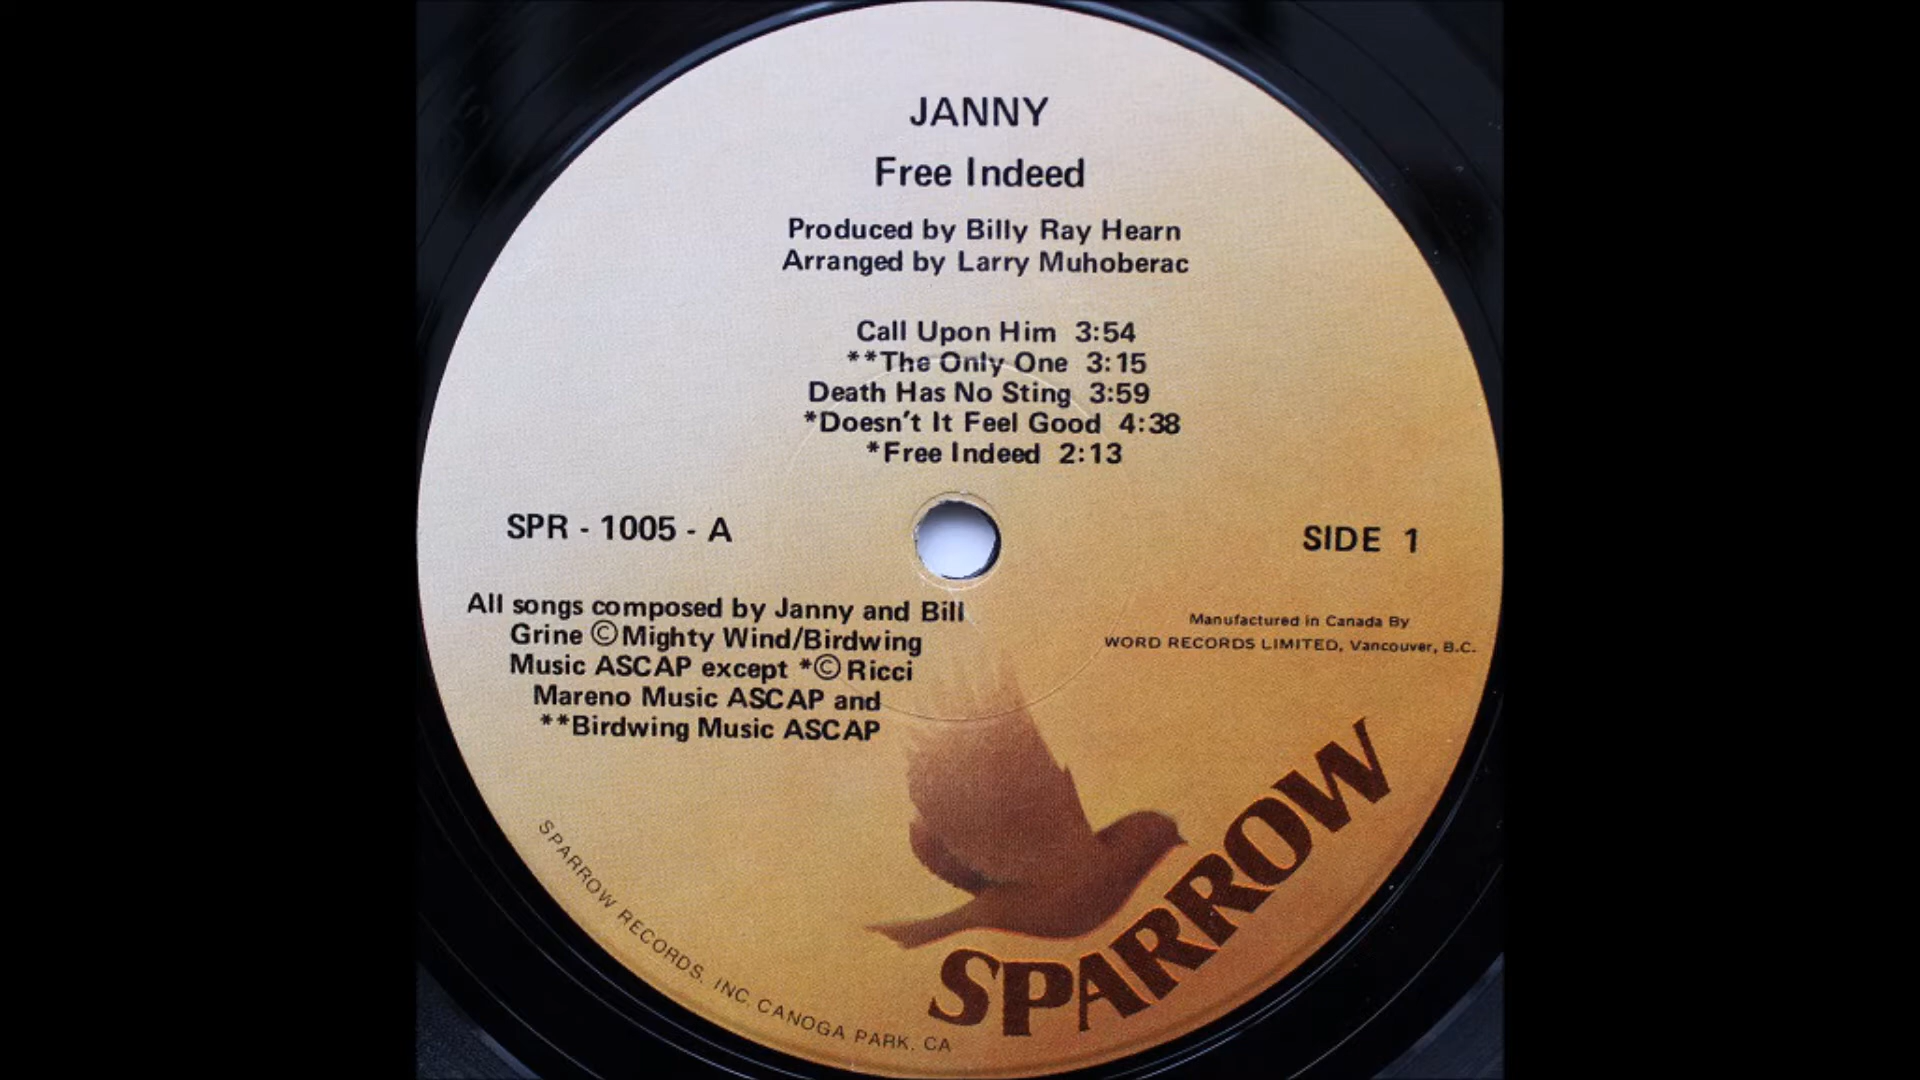 JANNY
Free Indeed
Produced by Billy Ray Hearn
Arranged by Larry Muhoberac
Call Upon Him 3:54
**The Only One 3:15
Death Has No Sting 3:59
*Doesn't It Feel Good 4:38
*Free Indeed 2:13
SPR - 1005 - A
SIDE 1
All songs composed by Janny and Bill
Grine ©Mighty Wind/Birdwing
Music ASCAP except *© Ricci
Mareno Music ASCAP and
**Birdwing Music ASCAP
Manufactured in Canada By
WORD RECORDS LIMITED, Vancouver, B.C.
SPARROW
SPARROW RECORDS, INC. CANOGA PARK, CA